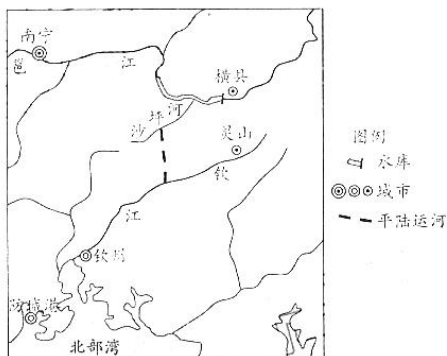 南宁
邕
江
横县
河
坪
沙
灵山
钦
江
钦州
防城港
北部湾
图例
水库
城市
平陆运河